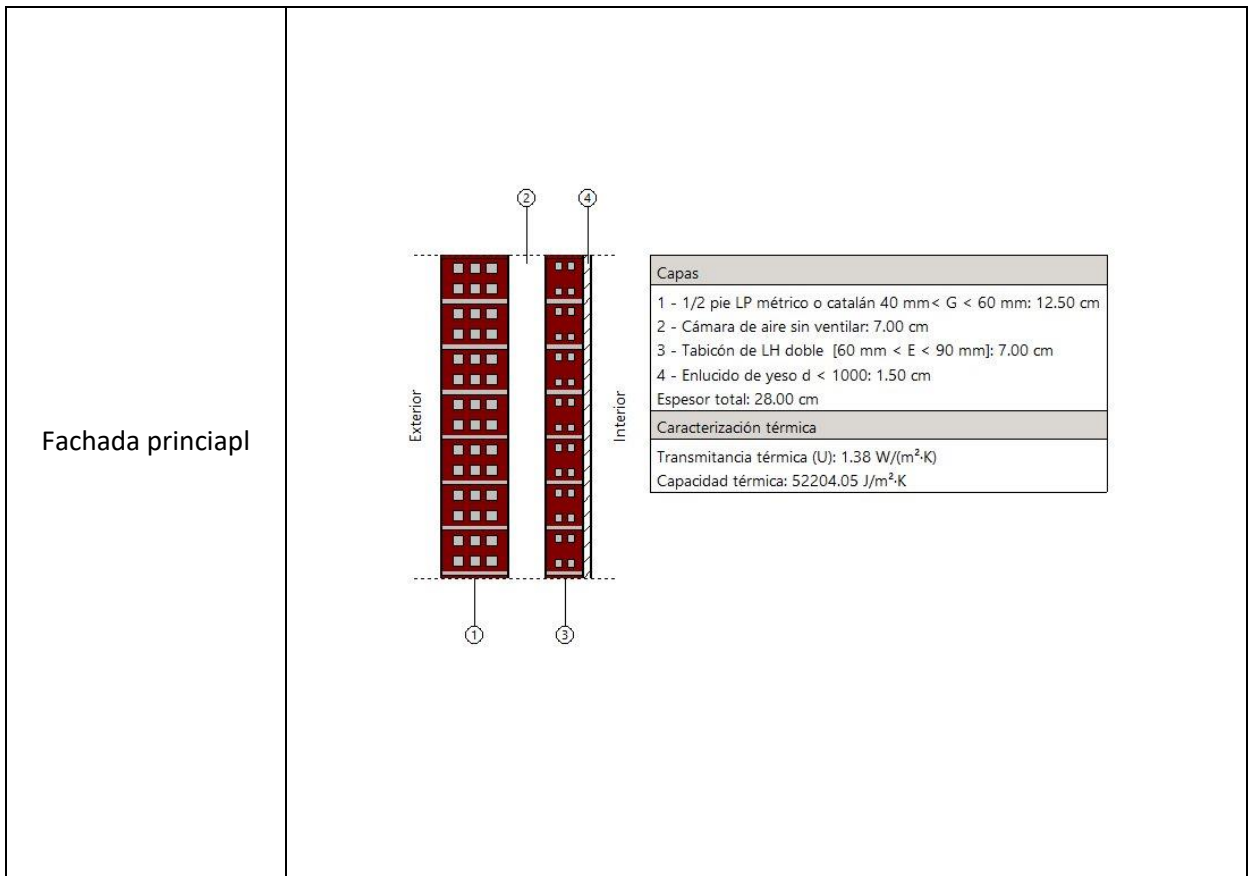 Fachada princiapl
2
4
Exterior
Interior
1
3
Capas
1 - 1/2 pie LP métrico o catalán 40 mm< G < 60 mm: 12.50 cm
2 - Cámara de aire sin ventilar: 7.00 cm
3 - Tabicón de LH doble [60 mm < E < 90 mm]: 7.00 cm
4 - Enlucido de yeso d < 1000: 1.50 cm
Espesor total: 28.00 cm
Caracterización térmica
Transmitancia térmica (U): 1.38 W/(m²·K)
Capacidad térmica: 52204.05 J/m²·K